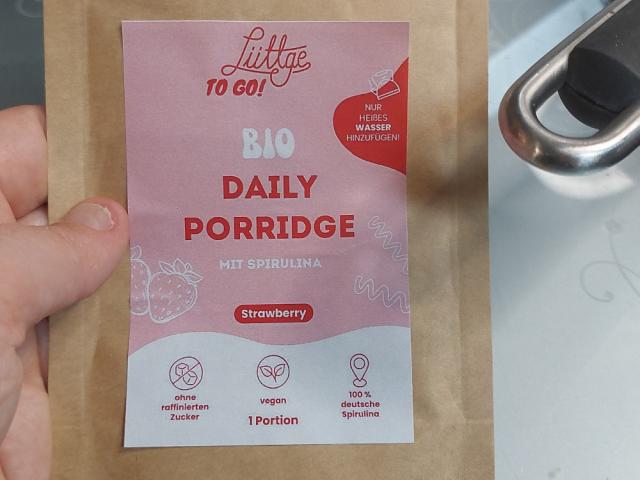 Lüttge
TO GO!
NUR
HEIẞES
WASSER
HINZUFÜGEN!
BIO
DAILY
PORRIDGE
MIT SPIRULINA
Strawberry
ohne
raffinierten
Zucker
vegan
100 %
deutsche
Spirulina
1 Portion